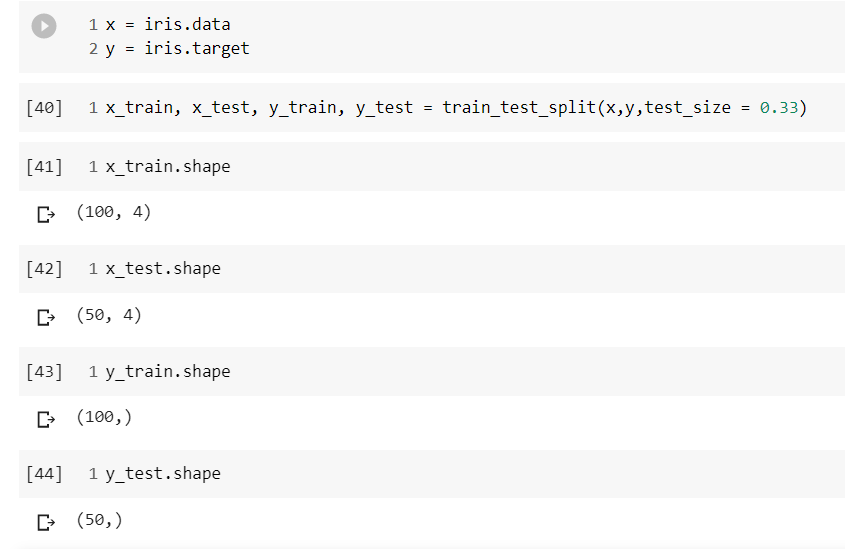 1 x = iris.data
2 y = iris.target
[40] 1 x_train, x_test, y_train, y_test = train_test_split(x,y,test_size = 0.33)
[41] 1 x_train.shape
(100, 4)
[42] 1 x_test.shape
(50, 4)
[43] 1 y_train.shape
(100,)
[44] 1 y_test.shape
(50,)